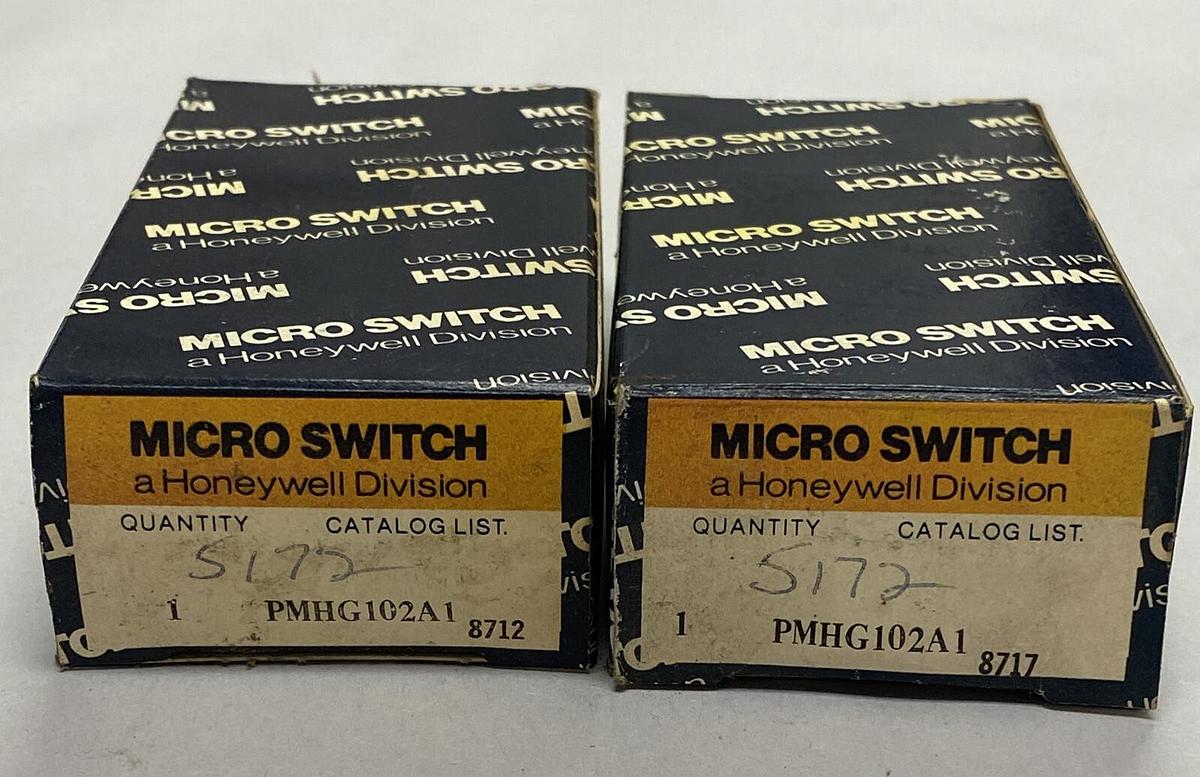 MICRO SWITCH
a Honeywell Division
MICRO SWITCH
a Honeywell Division
MICRO SWITCH
a Honeywell Division
QUANTITY CATALOG LIST.
5172
1 PMHG102A1
8712
MICRO SWITCH
a Honeywell Division
MICRO SWITCH
a Honeywell Division
MICRO SWITCH
a Honeywell Division
QUANTITY CATALOG LIST.
5172
1 PMHG102A1
8717